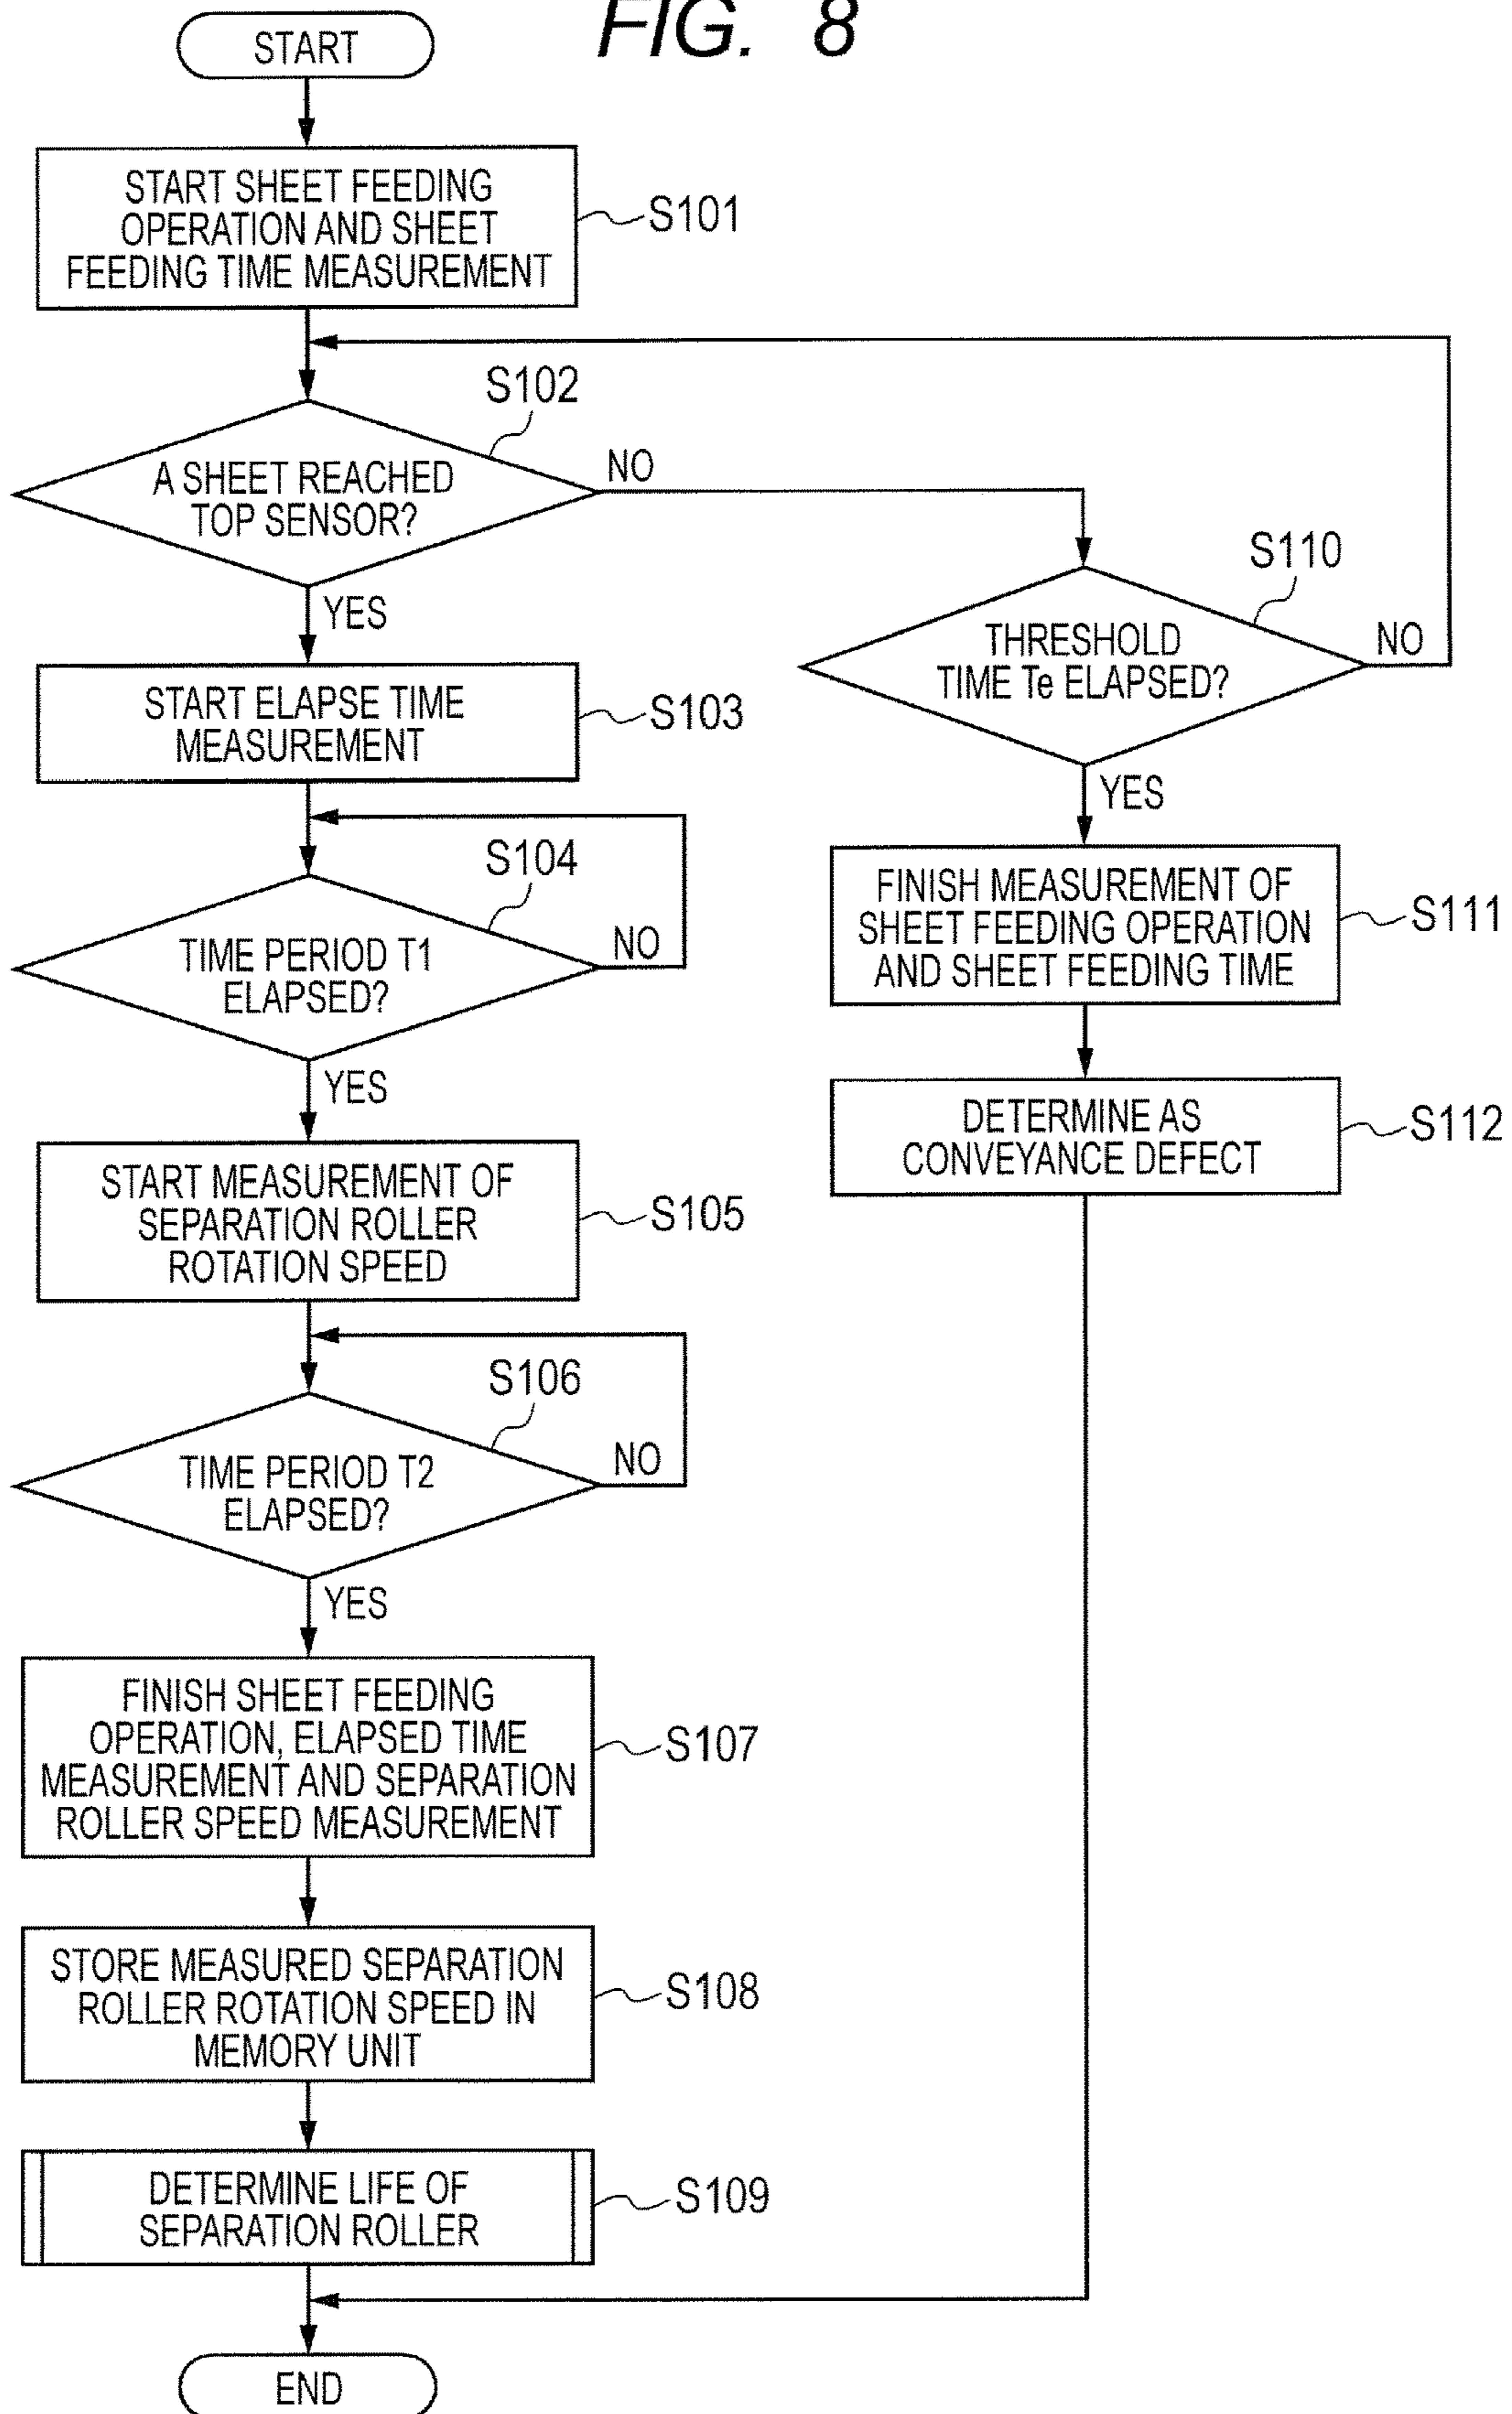 FIG. 8
START
START SHEET FEEDING
OPERATION AND SHEET
FEEDING TIME MEASUREMENT
S101
S102
A SHEET REACHED
TOP SENSOR?
NO
YES
S110
THRESHOLD
TIME Te ELAPSED?
NO
YES
START ELAPSE TIME
MEASUREMENT
S103
S104
TIME PERIOD T1
ELAPSED?
NO
YES
FINISH MEASUREMENT OF
SHEET FEEDING OPERATION
AND SHEET FEEDING TIME
S111
DETERMINE AS
CONVEYANCE DEFECT
S112
START MEASUREMENT OF
SEPARATION ROLLER
ROTATION SPEED
S105
S106
TIME PERIOD T2
ELAPSED?
NO
YES
FINISH SHEET FEEDING
OPERATION, ELAPSED TIME
MEASUREMENT AND SEPARATION
ROLLER SPEED MEASUREMENT
S107
STORE MEASURED SEPARATION
ROLLER ROTATION SPEED IN
MEMORY UNIT
S108
DETERMINE LIFE OF
SEPARATION ROLLER
S109
END